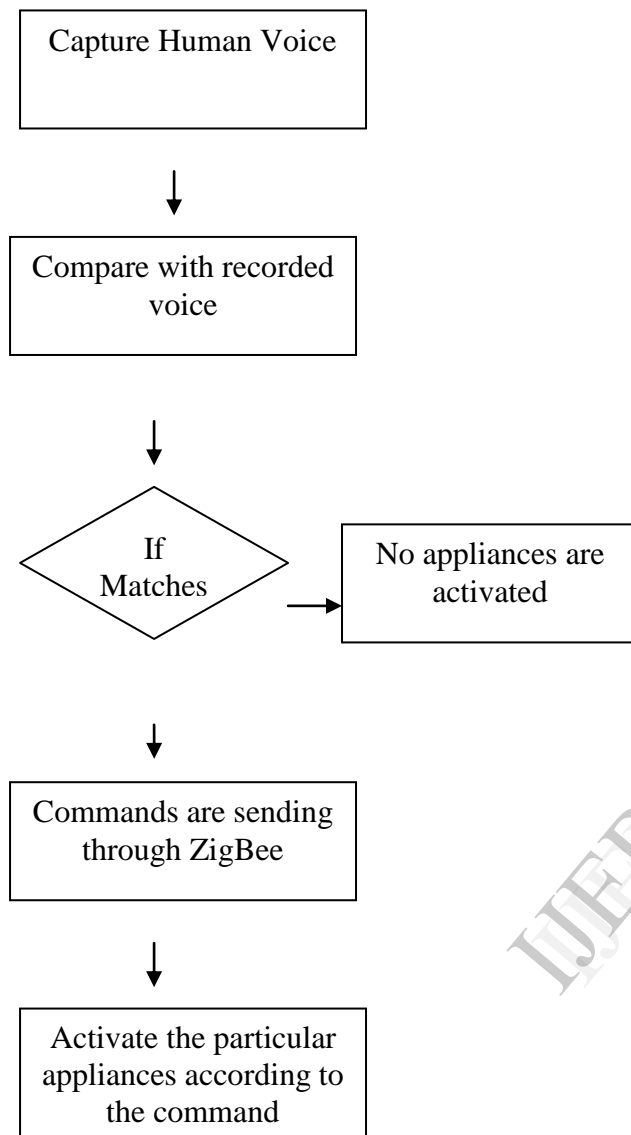 Capture Human Voice
Compare with recorded
voice
If
Matches
No appliances are
activated
Commands are sending
through ZigBee
Activate the particular
appliances according to
the command